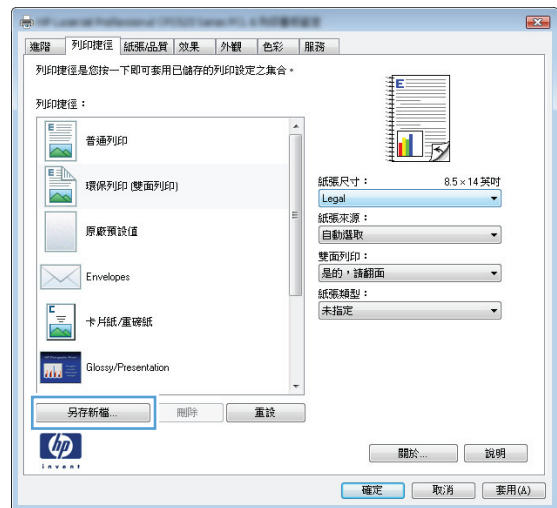 進階 列印捷徑 紙張/品質 效果 外觀 色彩 服務
列印捷徑是您按一下即可套用已儲存的列印設定之集合。
列印捷徑：
普通列印
環保列印 (雙面列印)
原廠預設值
Envelopes
卡片紙/重磅紙
Glossy/Presentation
另存新檔...
刪除
重設
紙張尺寸： 8.5 × 14 英吋
Legal
紙張來源：
自動選取
雙面列印：
是的，請翻面
紙張類型：
未指定
hp
invent
關於...
說明
確定
取消
套用(A)